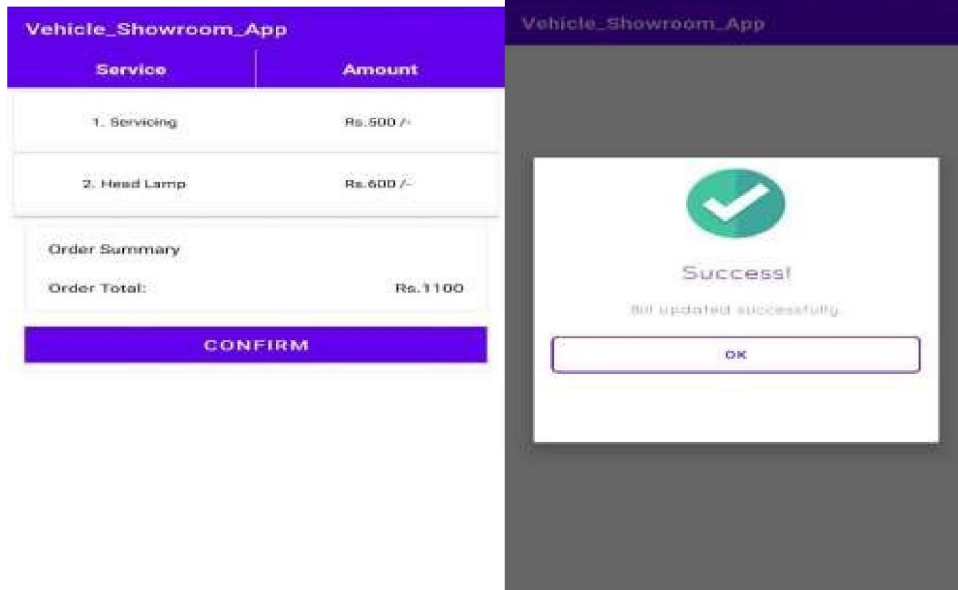 Vehicle_Showroom_App
Service Amount
1. Servicing Rs.500 /-
2. Head Lamp Rs.600 /-
Order Summary
Order Total: Rs.1100
CONFIRM
Vehicle_Showroom_App
Success!
Bill updated successfully
OK